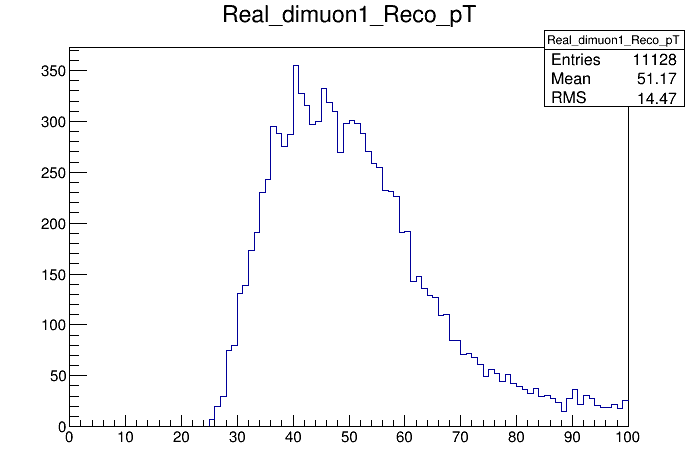 Real_dimuon1_Reco_pT
Real_dimuon1_Reco_pT
Entries 11128
Mean 51.17
RMS 14.47
350
300
250
200
150
100
50
0
0 10 20 30 40 50 60 70 80 90 100